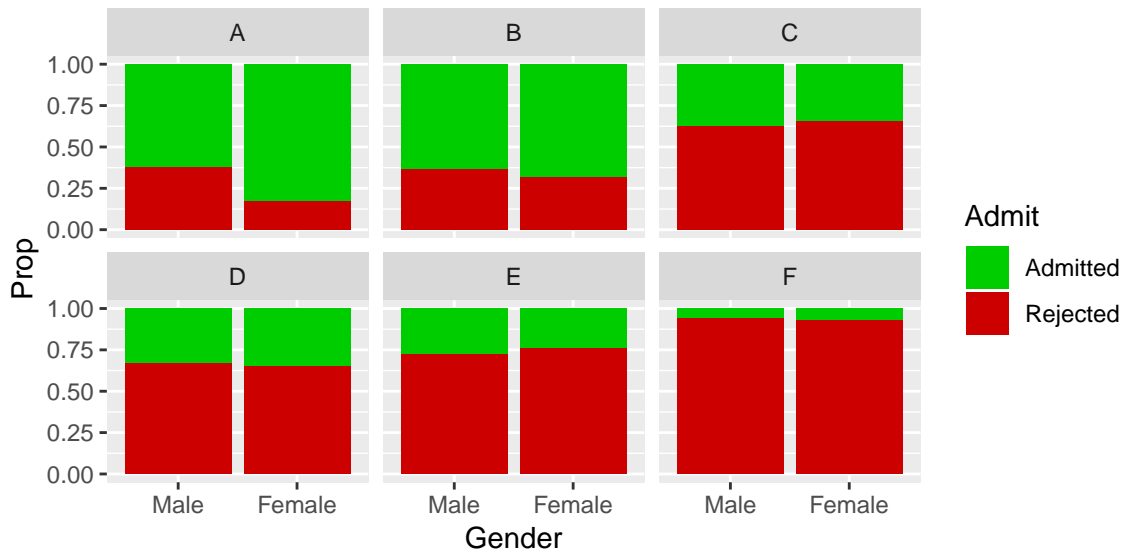 A B C
1.00
0.75
0.50
0.25
0.00
D E F
1.00
0.75
0.50
0.25
0.00
Male Female Male Female Male Female
Gender
Prop
Admit
Admitted
Rejected